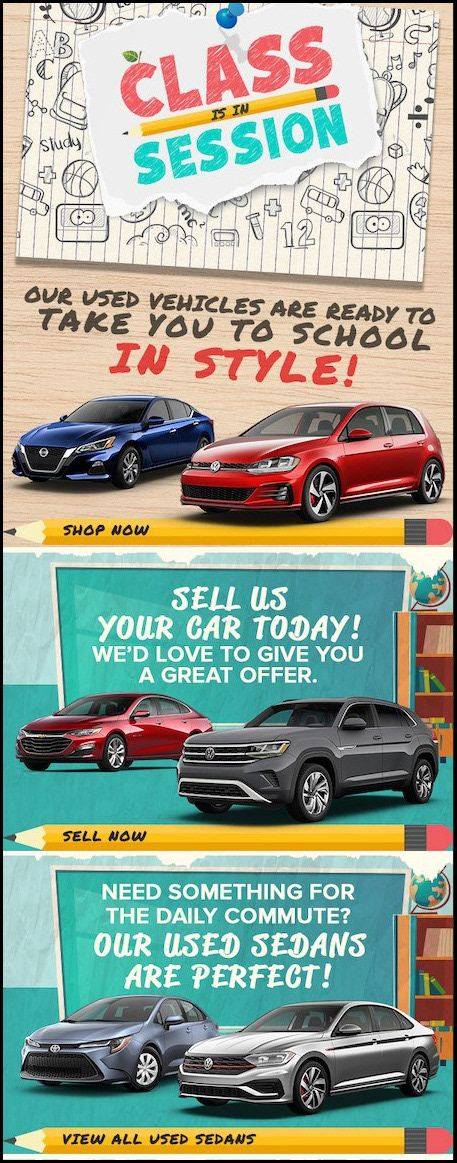 CLASS
IS IN
SESSION
Study
12
OUR USED VEHICLES ARE READY TO
TAKE YOU TO SCHOOL
IN STYLE!
SHOP NOW
SELL US
YOUR CAR TODAY!
WE'D LOVE TO GIVE YOU
A GREAT OFFER.
SELL NOW
NEED SOMETHING FOR
THE DAILY COMMUTE?
OUR USED SEDANS
ARE PERFECT!
VIEW ALL USED SEDANS